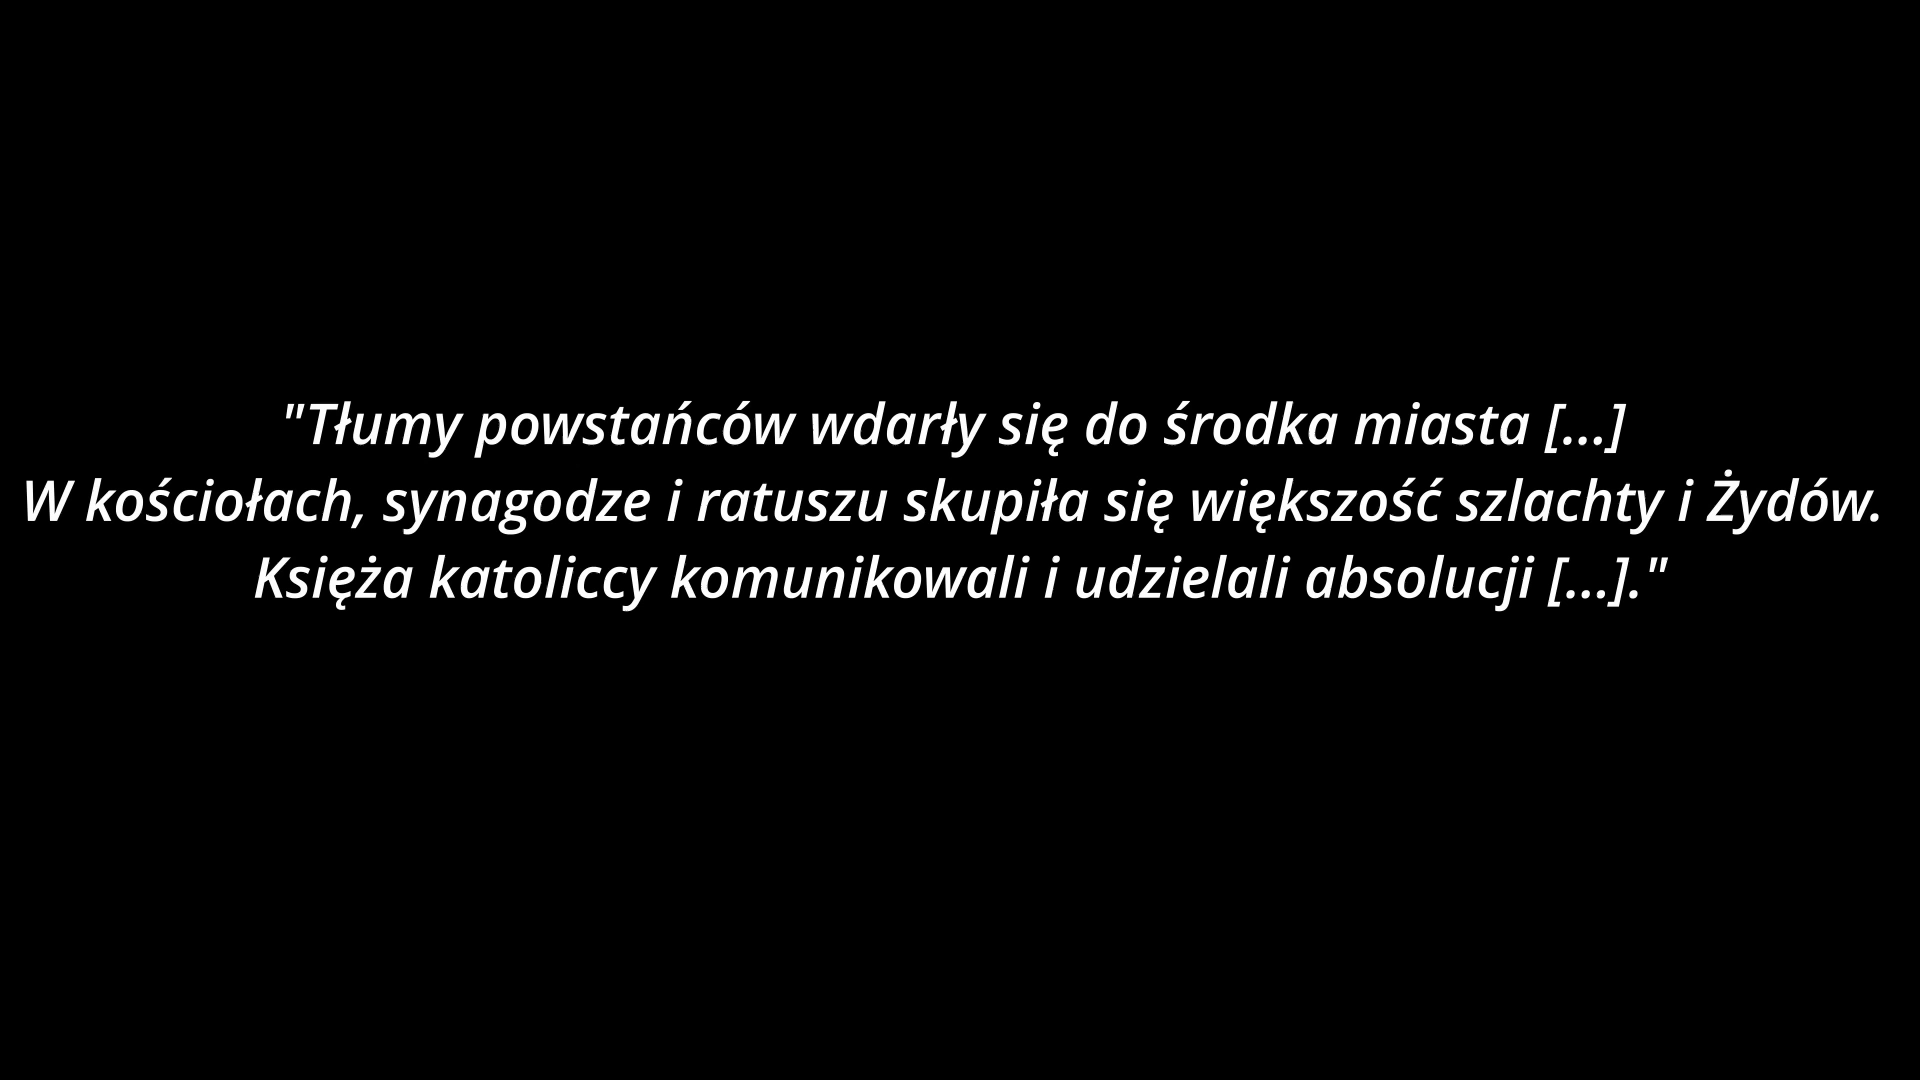 "Tłumy powstańców wdarły się do środka miasta [...]
W kościołach, synagodze i ratuszu skupiła się większość szlachty i Żydów.
Księża katoliccy komunikowali i udzielali absolucji [...]."